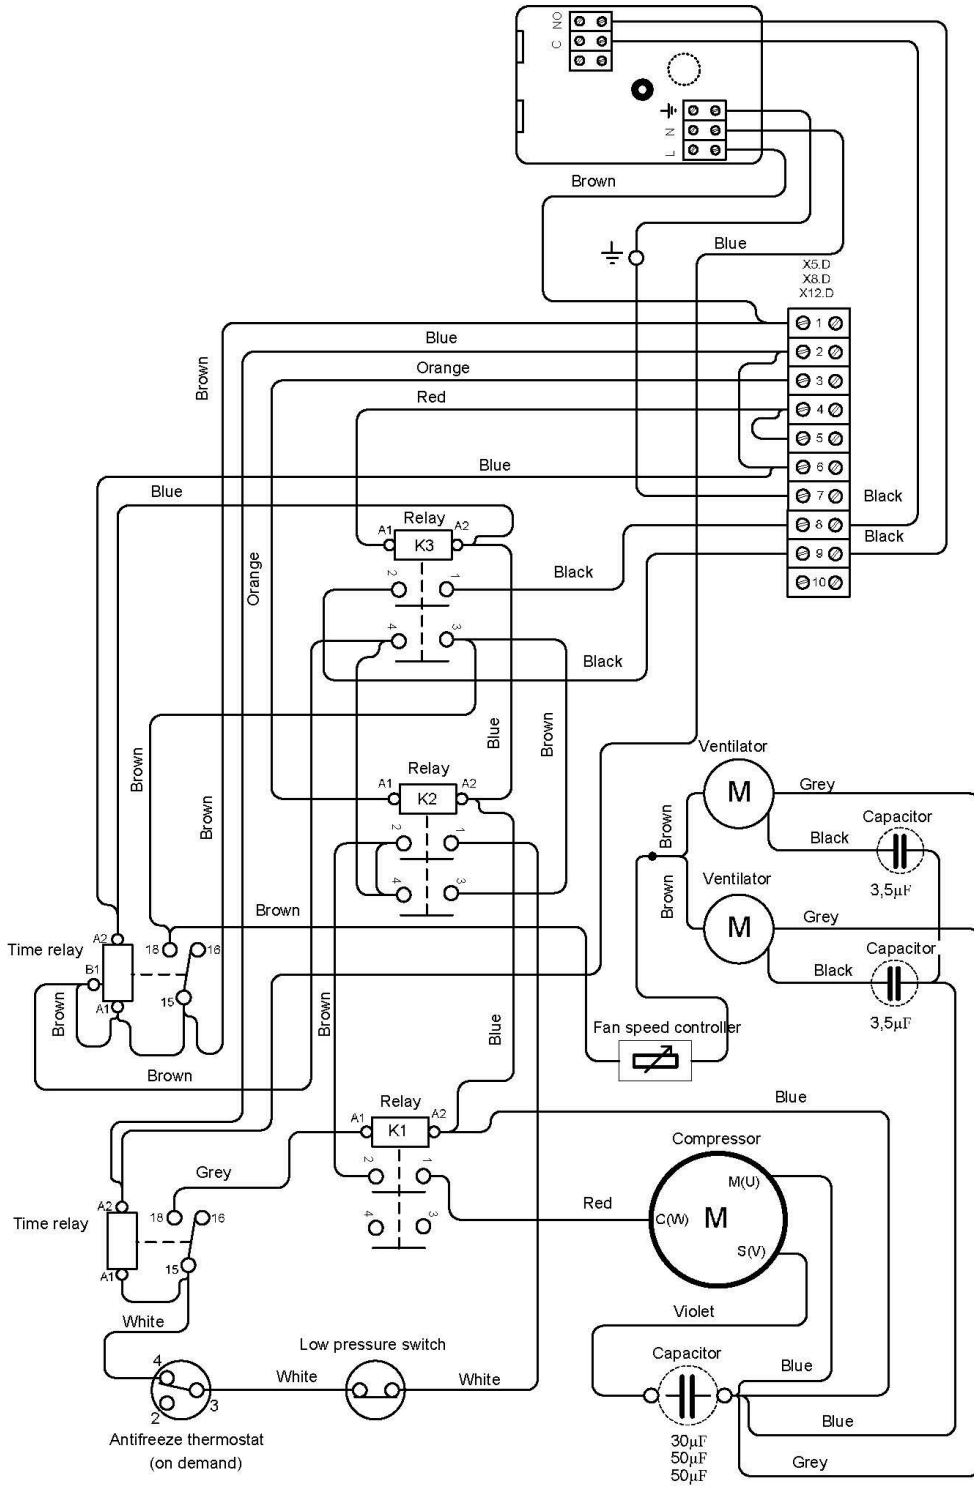 NO
C
N
L
Brown
Blue
X5.D
X8.D
X12.D
1
2
3
4
5
6
7
8
9
10
Blue
Orange
Red
Brown
Blue
Blue
Black
Black
Relay
A1
K3
A2
2
1
4
3
Black
Black
Orange
Brown
Blue
Brown
Brown
Relay
A1
K2
A2
2
1
4
3
Ventilator
M
Grey
Capacitor
Black
3,5µF
Brown
Brown
Ventilator
M
Grey
Capacitor
Black
3,5µF
Brown
Time relay
A2
B1
A1
18
16
15
Brown
Brown
Brown
Blue
Fan speed controller
Relay
A1
K1
A2
2
1
4
3
Blue
Grey
Compressor
M(U)
C(W)
M
S(V)
Red
Time relay
A2
A1
18
16
15
White
Violet
Low pressure switch
4
3
2
White
White
Antifreeze thermostat
(on demand)
Capacitor
30µF
50µF
50µF
Blue
Blue
Grey